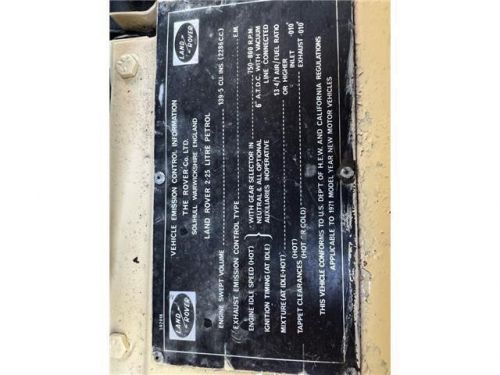 LAND ROVER
LAND ROVER
VEHICLE EMISSION CONTROL INFORMATION
THE ROVER Co. LTD.
SOLIHULL WARWICKSHIRE ENGLAND
LAND ROVER 2·25 LITRE PETROL
ENGINE SWEPT VOLUME 139·5 CU. INS. (2286 C.C.)
EXHAUST EMISSION CONTROL TYPE E.M.
ENGINE IDLE SPEED (HOT) WITH GEAR SELECTOR IN 750-800 R.P.M.
NEUTRAL & ALL OPTIONAL 6° A.T.D.C. WITH VACUUM
IGNITION TIMING (AT IDLE) AUXILIARIES INOPERATIVE LINE CONNECTED
MIXTURE (AT IDLE-HOT) 13·4/1 AIR/FUEL RATIO
OR HIGHER
TAPPET CLEARANCES (HOT) INLET ·010"
(HOT OR COLD) EXHAUST ·010"
THIS VEHICLE CONFORMS TO U.S. DEPT OF H.E.W. AND CALIFORNIA REGULATIONS
APPLICABLE TO 1971 MODEL YEAR NEW MOTOR VEHICLES